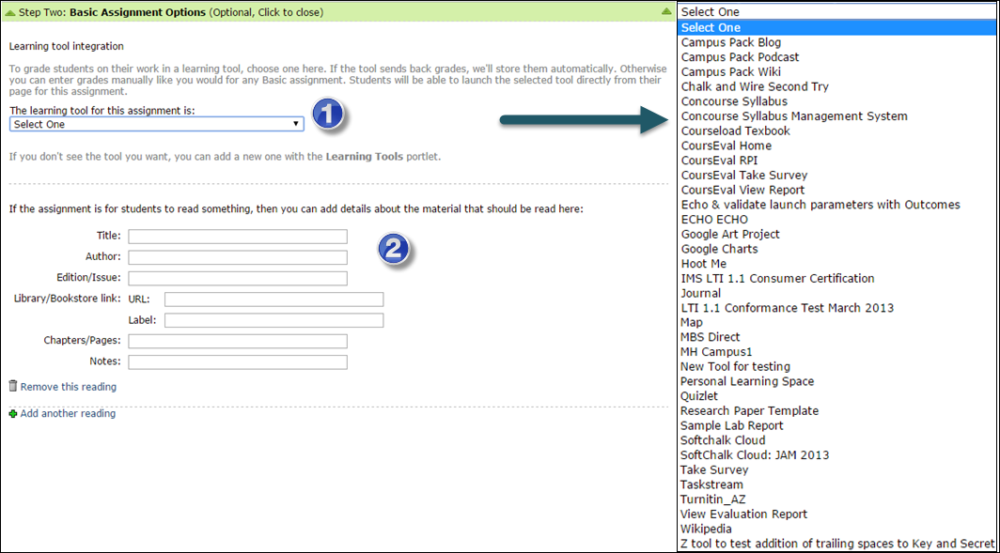 Step Two: Basic Assignment Options (Optional, Click to close)
Learning tool integration
To grade students on their work in a learning tool, choose one here. If the tool sends back grades, we'll store them automatically. Otherwise
you can enter grades manually like you would for any Basic assignment. Students will be able to launch the selected tool directly from their
page for this assignment.
The learning tool for this assignment is:
Select One
1
If you don't see the tool you want, you can add a new one with the Learning Tools portlet.
If the assignment is for students to read something, then you can add details about the material that should be read here:
2
Title:
Author:
Edition/Issue:
Library/Bookstore link: URL:
Label:
Chapters/Pages:
Notes:
Remove this reading
Add another reading
Select One
Select One
Campus Pack Blog
Campus Pack Podcast
Campus Pack Wiki
Chalk and Wire Second Try
Concourse Syllabus
Concourse Syllabus Management System
Courseload Texbook
CoursEval Home
CoursEval RPI
CoursEval Take Survey
CoursEval View Report
Echo & validate launch parameters with Outcomes
ECHO ECHO
Google Art Project
Google Charts
Hoot Me
IMS LTI 1.1 Consumer Certification
Journal
LTI 1.1 Conformance Test March 2013
Map
MBS Direct
MH Campus1
New Tool for testing
Personal Learning Space
Quizlet
Research Paper Template
Sample Lab Report
Softchalk Cloud
SoftChalk Cloud: JAM 2013
Take Survey
Taskstream
Turnitin_AZ
View Evaluation Report
Wikipedia
Z tool to test addition of trailing spaces to Key and Secret